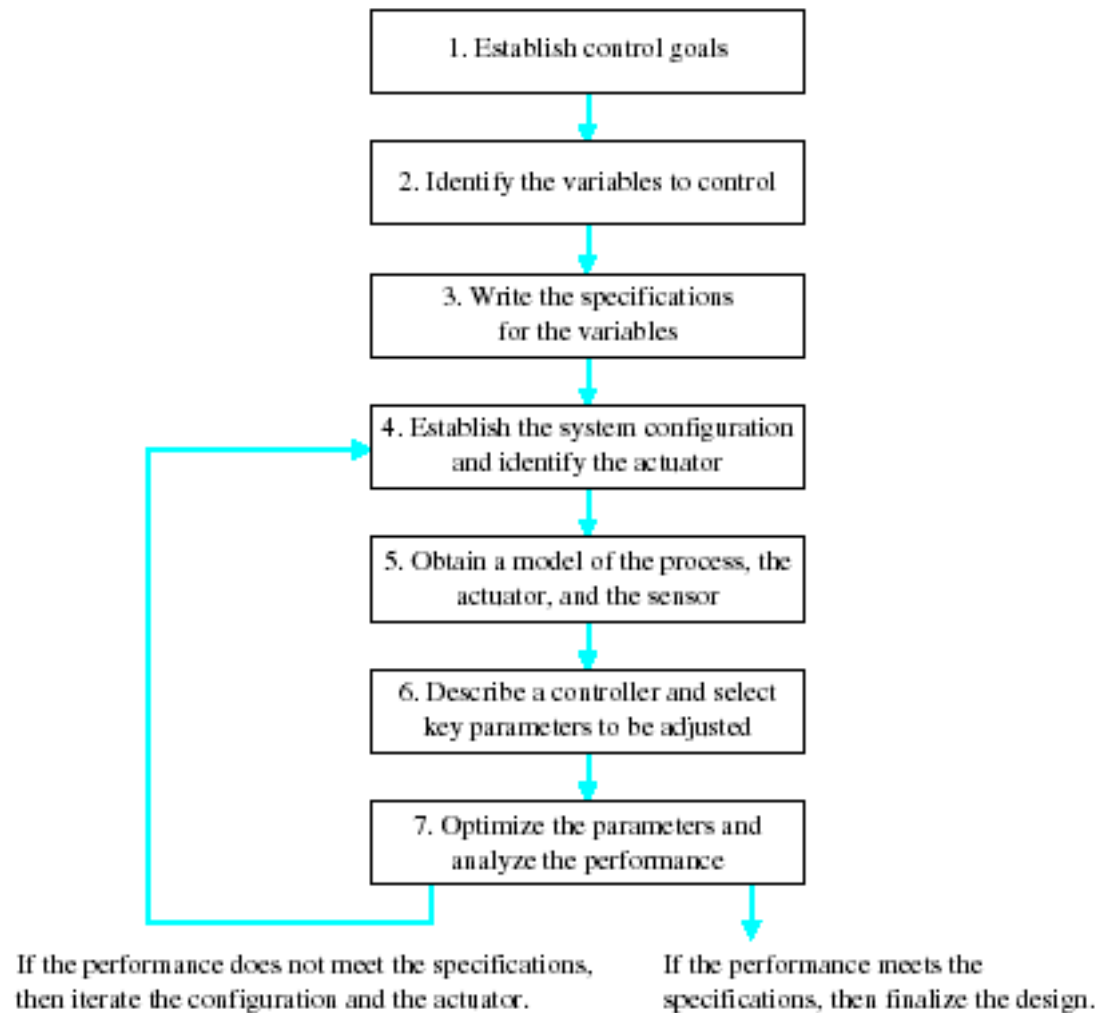 1. Establish control goals
2. Identify the variables to control
3. Write the specifications
for the variables
4. Establish the system configuration
and identify the actuator
5. Obtain a model of the process, the
actuator, and the sensor
6. Describe a controller and select
key parameters to be adjusted
7. Optimize the parameters and
analyze the performance
If the performance does not meet the specifications,
then iterate the configuration and the actuator.
If the performance meets the
specifications, then finalize the design.